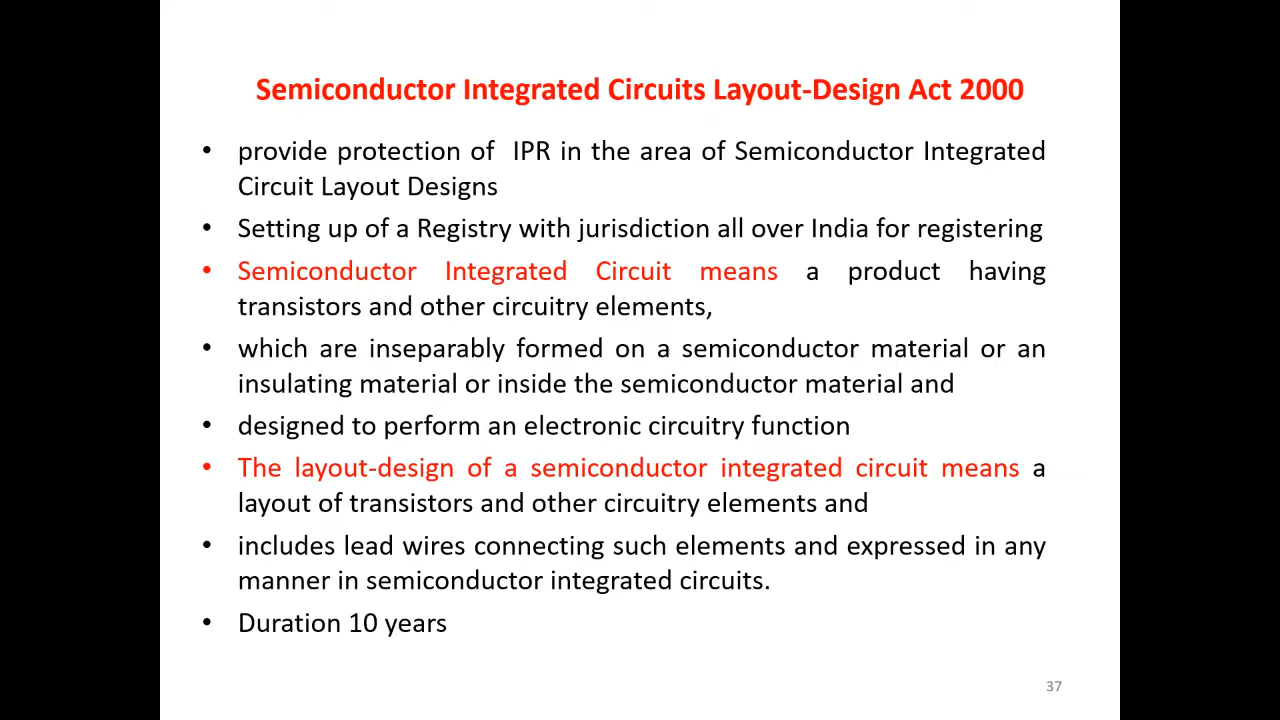 Semiconductor Integrated Circuits Layout-Design Act 2000
• provide protection of IPR in the area of Semiconductor Integrated
Circuit Layout Designs
• Setting up of a Registry with jurisdiction all over India for registering
• Semiconductor Integrated Circuit means a product having
transistors and other circuitry elements,
• which are inseparably formed on a semiconductor material or an
insulating material or inside the semiconductor material and
• designed to perform an electronic circuitry function
• The layout-design of a semiconductor integrated circuit means a
layout of transistors and other circuitry elements and
• includes lead wires connecting such elements and expressed in any
manner in semiconductor integrated circuits.
• Duration 10 years
37